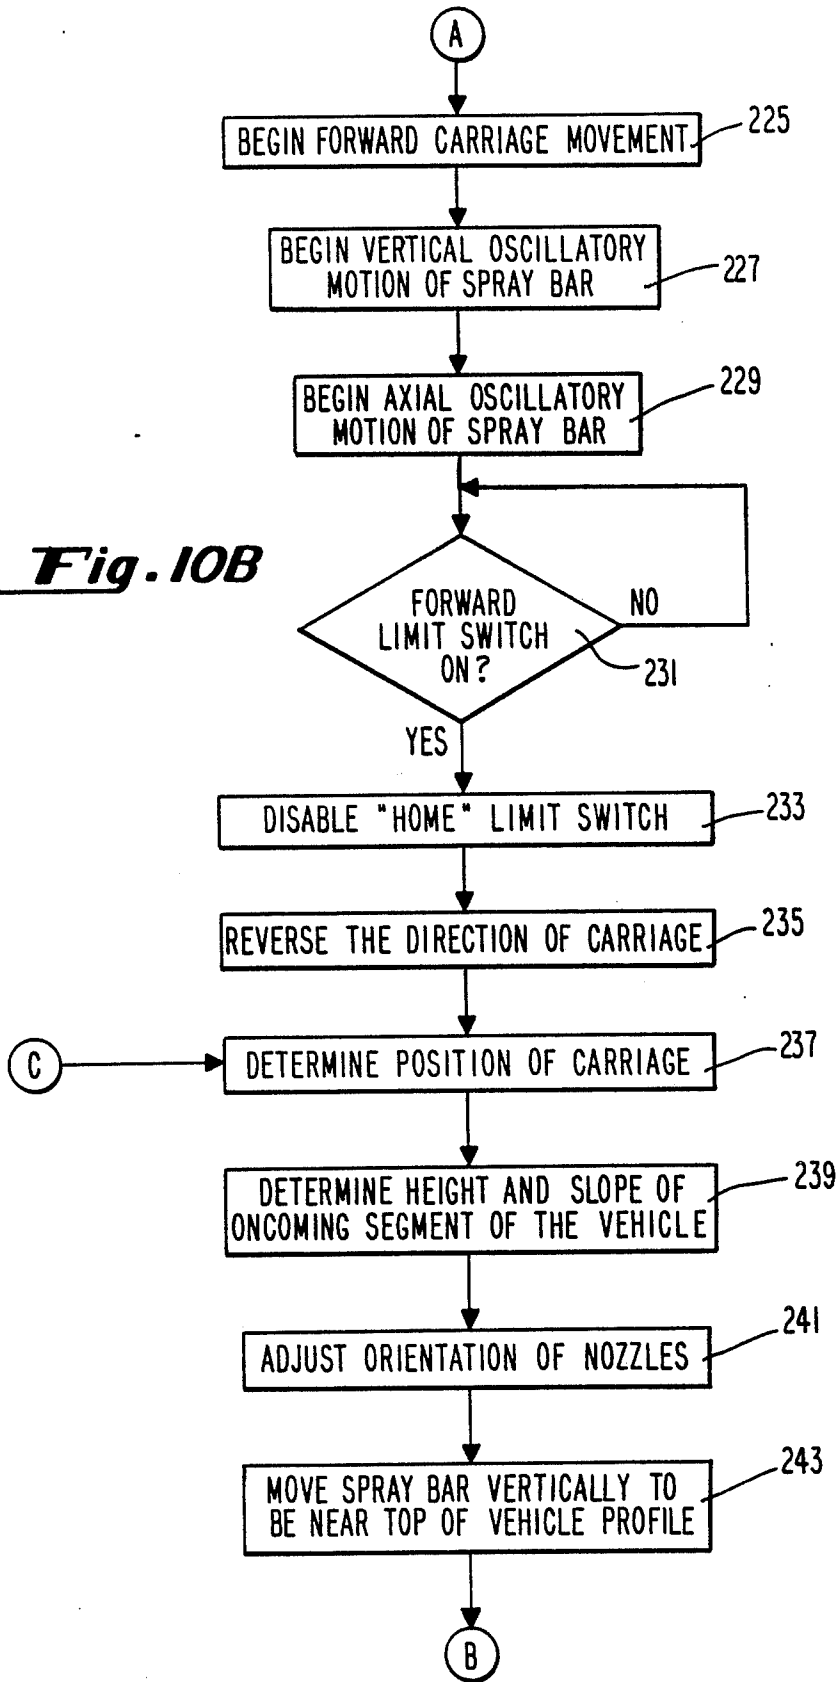 A
BEGIN FORWARD CARRIAGE MOVEMENT
225
BEGIN VERTICAL OSCILLATORY
MOTION OF SPRAY BAR
227
BEGIN AXIAL OSCILLATORY
MOTION OF SPRAY BAR
229
Fig. 10B
FORWARD
LIMIT SWITCH
ON?
NO
231
YES
DISABLE "HOME" LIMIT SWITCH
233
REVERSE THE DIRECTION OF CARRIAGE
235
C
DETERMINE POSITION OF CARRIAGE
237
DETERMINE HEIGHT AND SLOPE OF
ONCOMING SEGMENT OF THE VEHICLE
239
ADJUST ORIENTATION OF NOZZLES
241
MOVE SPRAY BAR VERTICALLY TO
BE NEAR TOP OF VEHICLE PROFILE
243
B